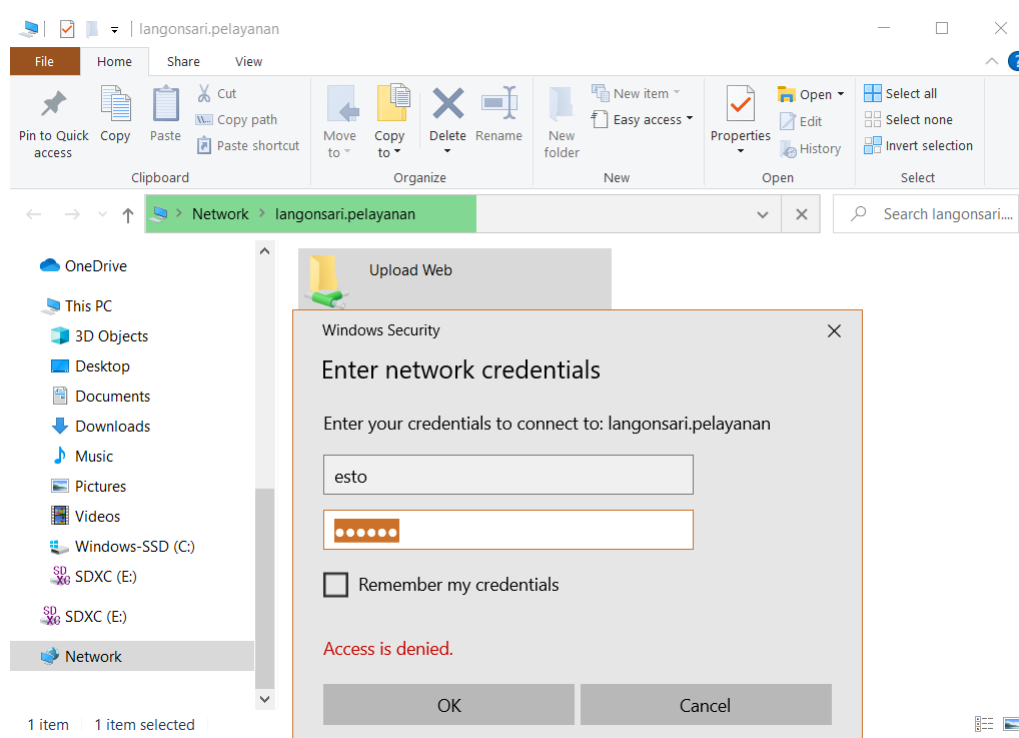 langonsari.pelayanan
File Home Share View
Pin to Quick access
Copy
Paste
Cut
Copy path
Paste shortcut
Clipboard
Move to
Copy to
Delete
Rename
Organize
New folder
New item
Easy access
New
Properties
Open
Edit
History
Open
Select all
Select none
Invert selection
Select
Network > langonsari.pelayanan
Search langonsari....
OneDrive
This PC
3D Objects
Desktop
Documents
Downloads
Music
Pictures
Videos
Windows-SSD (C:)
SDXC (E:)
SDXC (E:)
Network
Upload Web
Windows Security
Enter network credentials
Enter your credentials to connect to: langonsari.pelayanan
esto
Remember my credentials
Access is denied.
OK Cancel
1 item 1 item selected